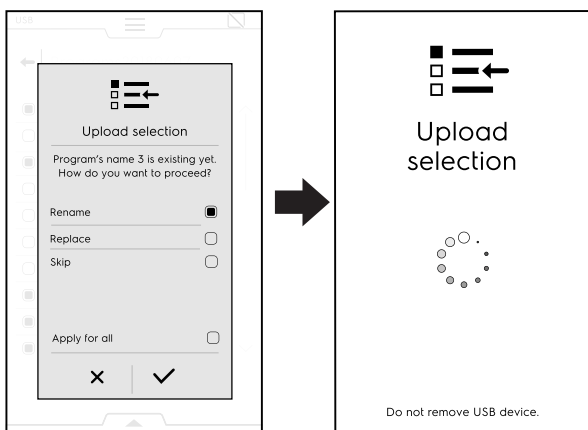 USB
Upload selection
Program's name 3 is existing yet.
How do you want to proceed?
Rename
Replace
Skip
Apply for all
Upload
selection
Do not remove USB device.